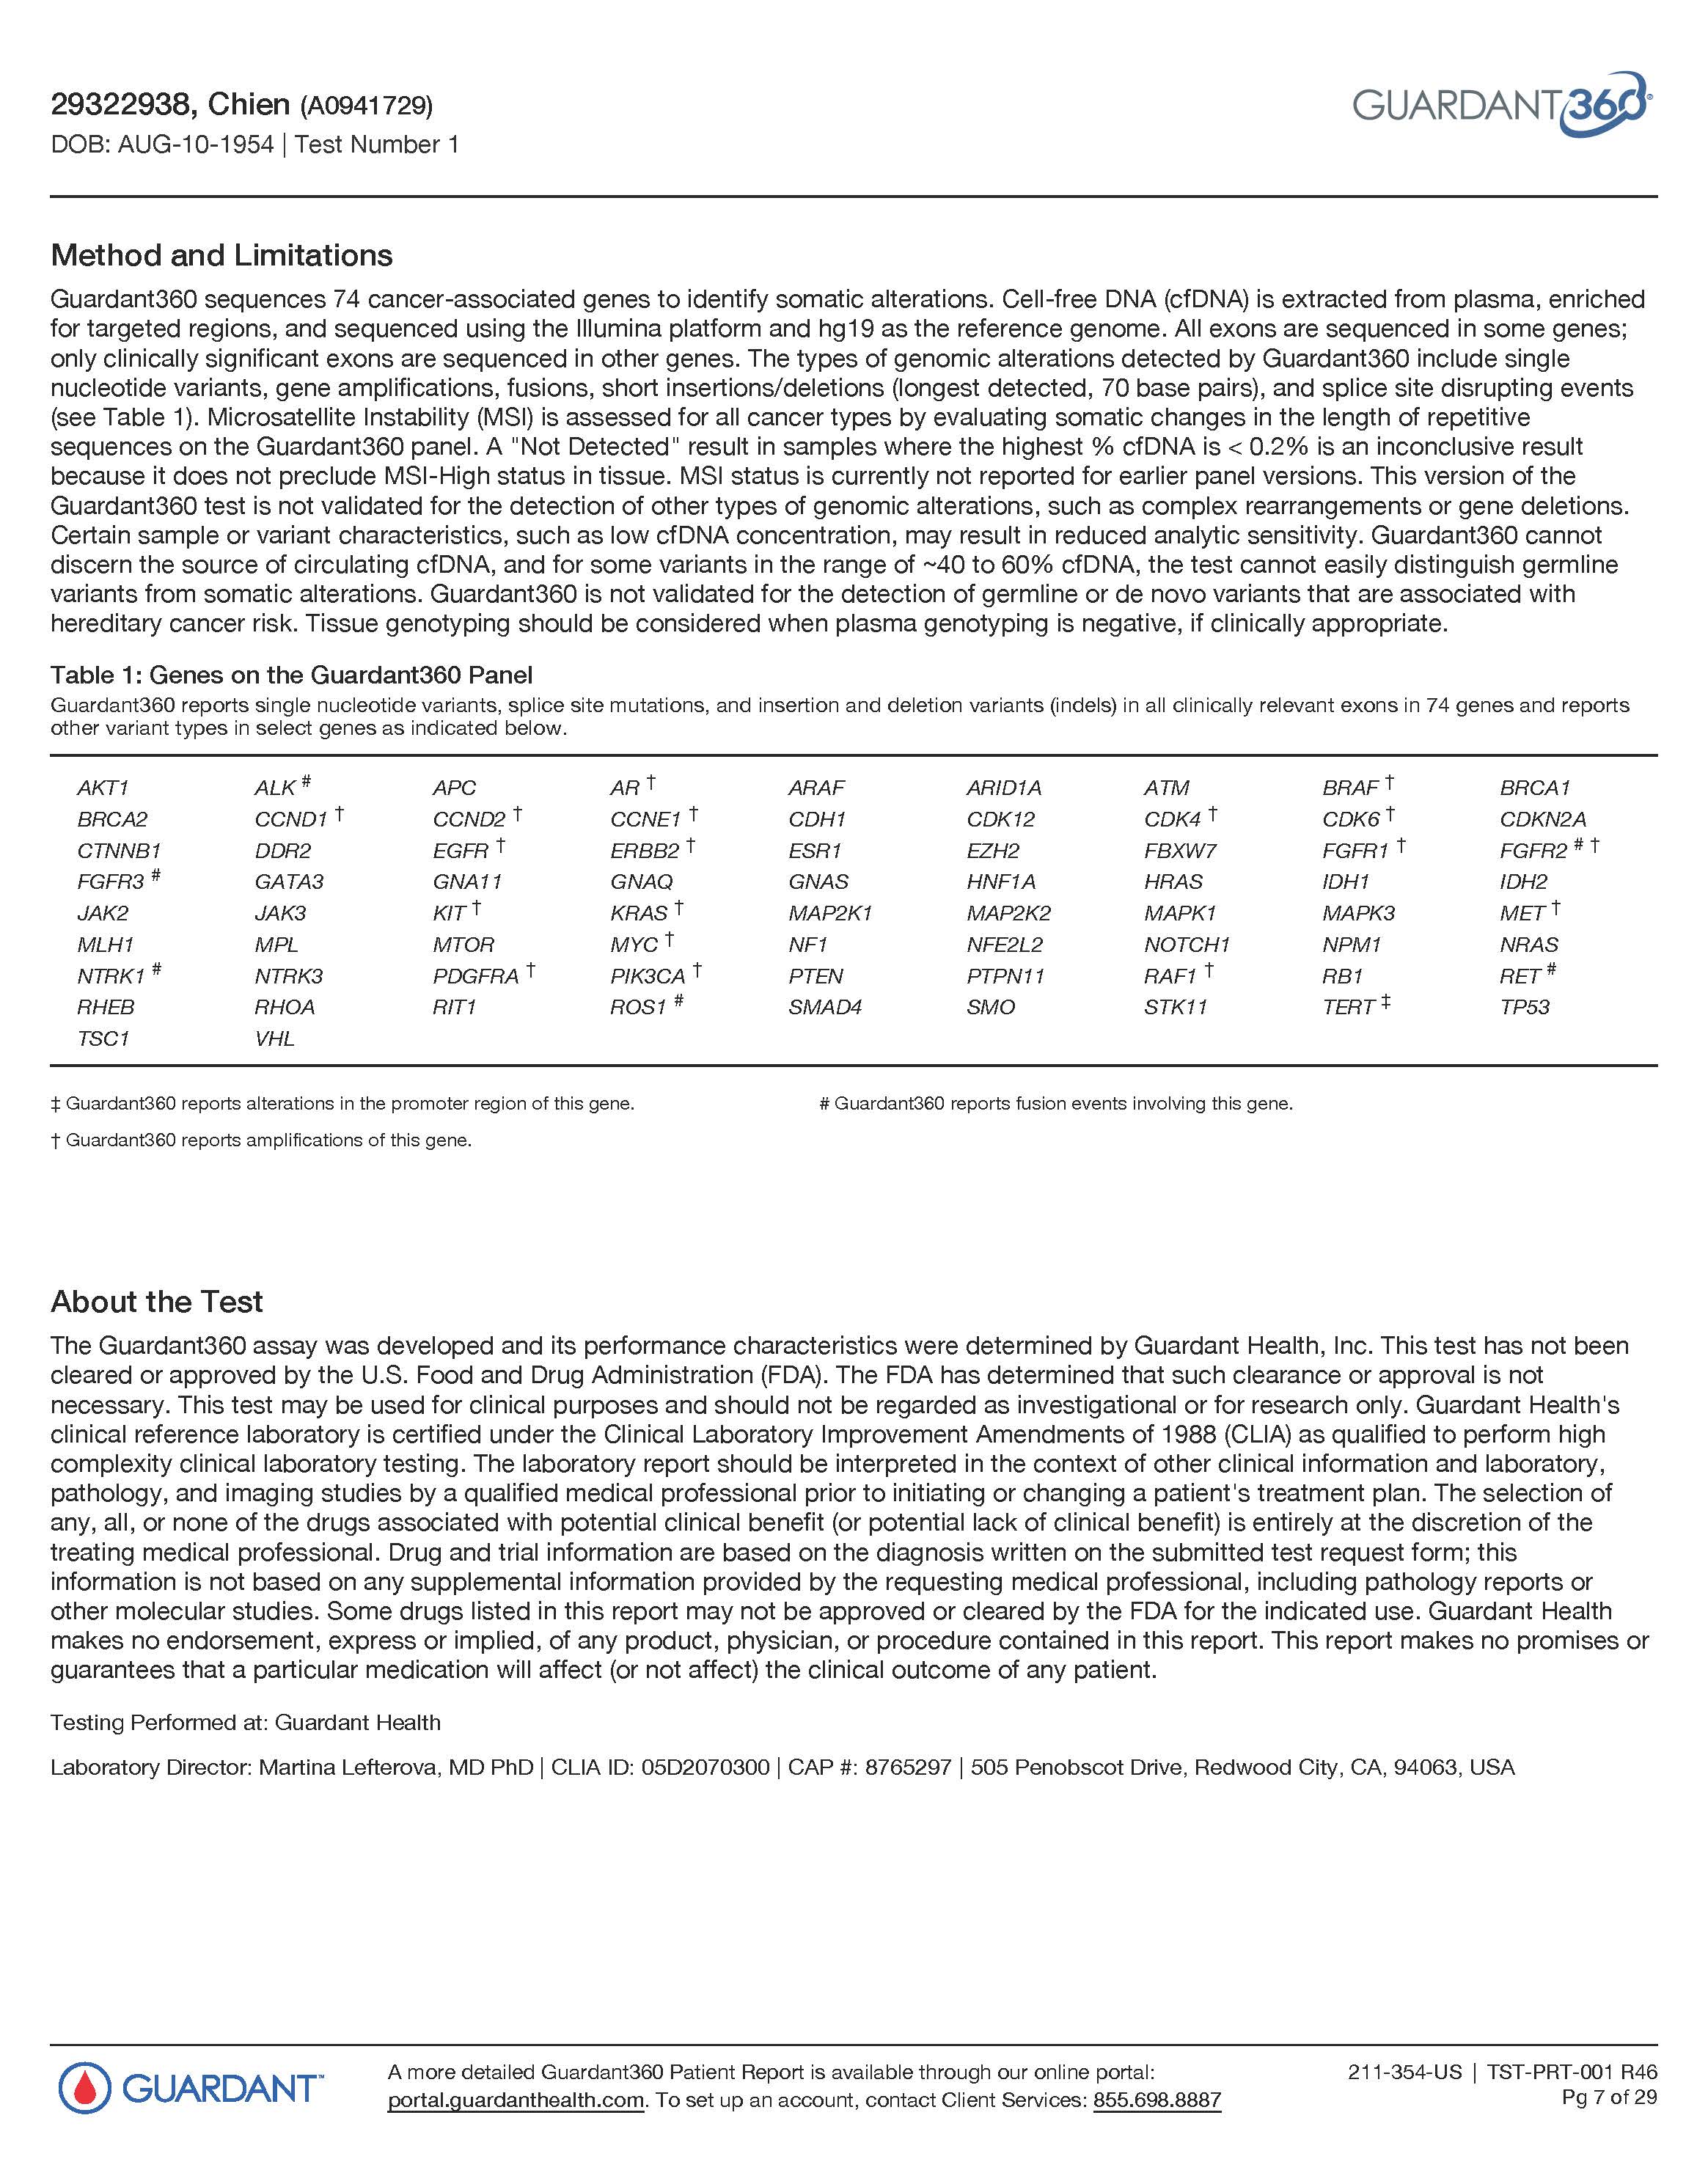 29322938, Chien (A0941729)
DOB: AUG-10-1954 | Test Number 1
GUARDANT360®
Method and Limitations
Guardant360 sequences 74 cancer-associated genes to identify somatic alterations. Cell-free DNA (cfDNA) is extracted from plasma, enriched
for targeted regions, and sequenced using the Illumina platform and hg19 as the reference genome. All exons are sequenced in some genes;
only clinically significant exons are sequenced in other genes. The types of genomic alterations detected by Guardant360 include single
nucleotide variants, gene amplifications, fusions, short insertions/deletions (longest detected, 70 base pairs), and splice site disrupting events
(see Table 1). Microsatellite Instability (MSI) is assessed for all cancer types by evaluating somatic changes in the length of repetitive
sequences on the Guardant360 panel. A "Not Detected" result in samples where the highest % cfDNA is < 0.2% is an inconclusive result
because it does not preclude MSI-High status in tissue. MSI status is currently not reported for earlier panel versions. This version of the
Guardant360 test is not validated for the detection of other types of genomic alterations, such as complex rearrangements or gene deletions.
Certain sample or variant characteristics, such as low cfDNA concentration, may result in reduced analytic sensitivity. Guardant360 cannot
discern the source of circulating cfDNA, and for some variants in the range of ~40 to 60% cfDNA, the test cannot easily distinguish germline
variants from somatic alterations. Guardant360 is not validated for the detection of germline or de novo variants that are associated with
hereditary cancer risk. Tissue genotyping should be considered when plasma genotyping is negative, if clinically appropriate.
Table 1: Genes on the Guardant360 Panel
Guardant360 reports single nucleotide variants, splice site mutations, and insertion and deletion variants (indels) in all clinically relevant exons in 74 genes and reports
other variant types in select genes as indicated below.
AKT1 ALK # APC AR † ARAF ARID1A ATM BRAF † BRCA1
BRCA2 CCND1 † CCND2 † CCNE1 † CDH1 CDK12 CDK4 † CDK6 † CDKN2A
CTNNB1 DDR2 EGFR † ERBB2 † ESR1 EZH2 FBXW7 FGFR1 † FGFR2 # †
FGFR3 # GATA3 GNA11 GNAQ GNAS HNF1A HRAS IDH1 IDH2
JAK2 JAK3 KIT † KRAS † MAP2K1 MAP2K2 MAPK1 MAPK3 MET †
MLH1 MPL MTOR MYC † NF1 NFE2L2 NOTCH1 NPM1 NRAS
NTRK1 # NTRK3 PDGFRA † PIK3CA † PTEN PTPN11 RAF1 † RB1 RET #
RHEB RHOA RIT1 ROS1 # SMAD4 SMO STK11 TERT ‡ TP53
TSC1 VHL
‡ Guardant360 reports alterations in the promoter region of this gene. # Guardant360 reports fusion events involving this gene.
† Guardant360 reports amplifications of this gene.
About the Test
The Guardant360 assay was developed and its performance characteristics were determined by Guardant Health, Inc. This test has not been
cleared or approved by the U.S. Food and Drug Administration (FDA). The FDA has determined that such clearance or approval is not
necessary. This test may be used for clinical purposes and should not be regarded as investigational or for research only. Guardant Health's
clinical reference laboratory is certified under the Clinical Laboratory Improvement Amendments of 1988 (CLIA) as qualified to perform high
complexity clinical laboratory testing. The laboratory report should be interpreted in the context of other clinical information and laboratory,
pathology, and imaging studies by a qualified medical professional prior to initiating or changing a patient's treatment plan. The selection of
any, all, or none of the drugs associated with potential clinical benefit (or potential lack of clinical benefit) is entirely at the discretion of the
treating medical professional. Drug and trial information are based on the diagnosis written on the submitted test request form; this
information is not based on any supplemental information provided by the requesting medical professional, including pathology reports or
other molecular studies. Some drugs listed in this report may not be approved or cleared by the FDA for the indicated use. Guardant Health
makes no endorsement, express or implied, of any product, physician, or procedure contained in this report. This report makes no promises or
guarantees that a particular medication will affect (or not affect) the clinical outcome of any patient.
Testing Performed at: Guardant Health
Laboratory Director: Martina Lefterova, MD PhD | CLIA ID: 05D2070300 | CAP #: 8765297 | 505 Penobscot Drive, Redwood City, CA, 94063, USA
GUARDANT™
A more detailed Guardant360 Patient Report is available through our online portal:
portal.guardanthealth.com. To set up an account, contact Client Services: 855.698.8887
211-354-US | TST-PRT-001 R46
Pg 7 of 29